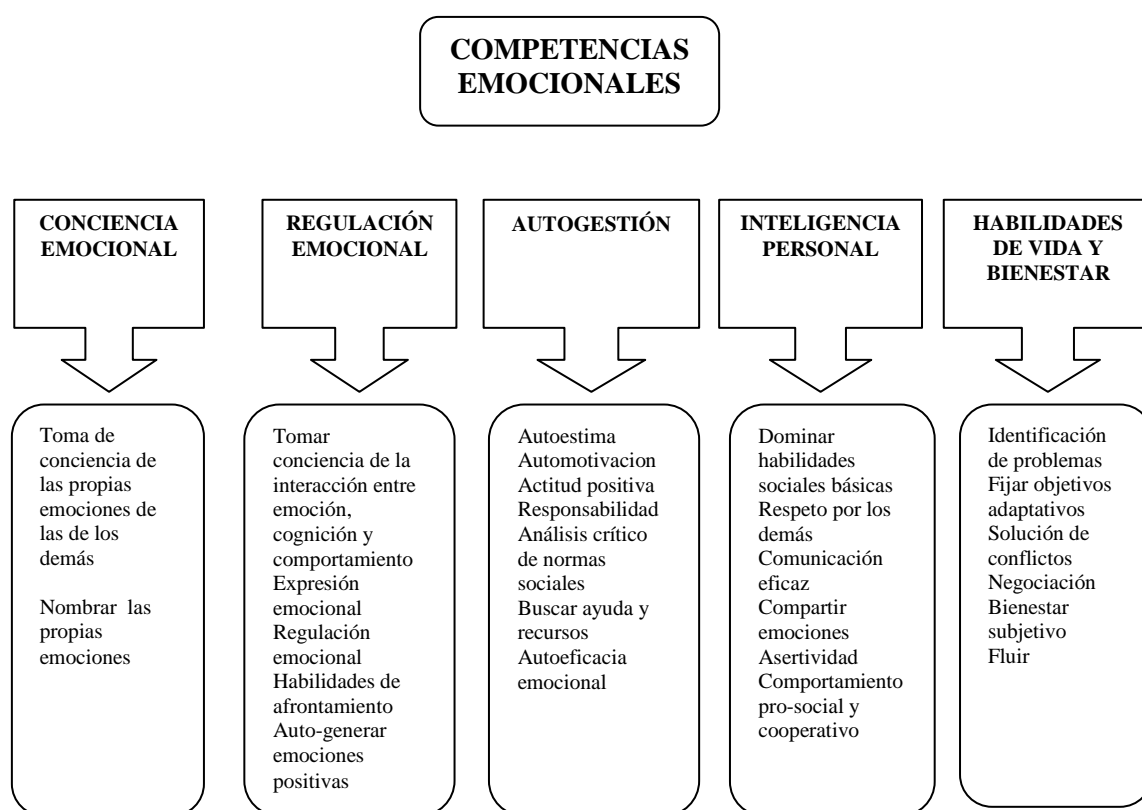 COMPETENCIAS
EMOCIONALES
CONCIENCIA
EMOCIONAL
REGULACIÓN
EMOCIONAL
AUTOGESTIÓN
INTELIGENCIA
PERSONAL
HABILIDADES
DE VIDA Y
BIENESTAR
Toma de
conciencia de
las propias
emociones de
las de los
demás
Nombrar las
propias
emociones
Tomar
conciencia de la
interacción entre
emoción,
cognición y
comportamiento
Expresión
emocional
Regulación
emocional
Habilidades de
afrontamiento
Auto-generar
emociones
positivas
Autoestima
Automotivacion
Actitud positiva
Responsabilidad
Análisis crítico
de normas
sociales
Buscar ayuda y
recursos
Autoeficacia
emocional
Dominar
habilidades
sociales básicas
Respeto por los
demás
Comunicación
eficaz
Compartir
emociones
Asertividad
Comportamiento
pro-social y
cooperativo
Identificación
de problemas
Fijar objetivos
adaptativos
Solución de
conflictos
Negociación
Bienestar
subjetivo
Fluir